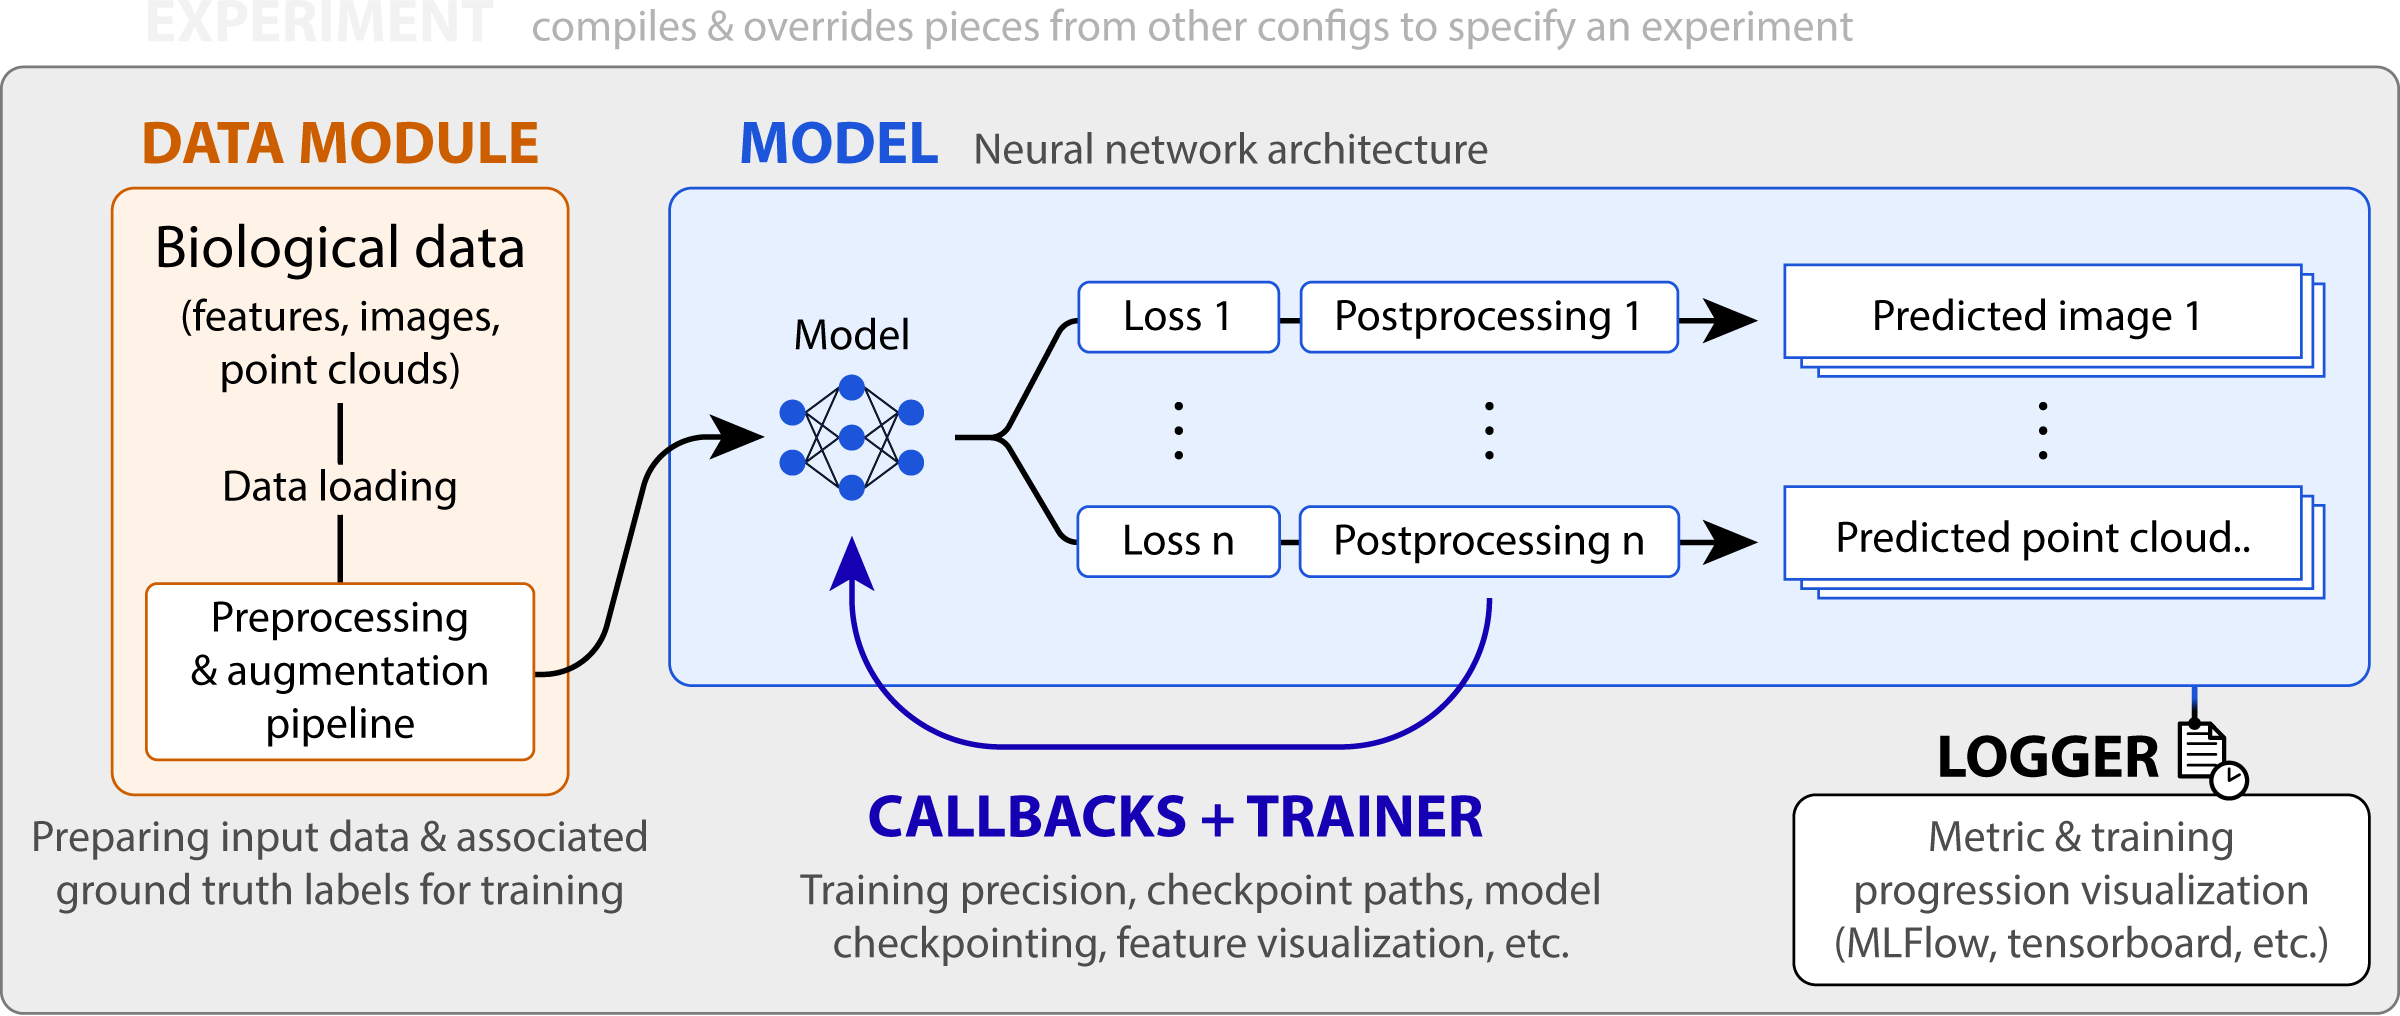 EXPERIMENT compiles & overrides pieces from other configs to specify an experiment
DATA MODULE
Biological data
(features, images,
point clouds)
Data loading
Preprocessing
& augmentation
pipeline
Preparing input data & associated
ground truth labels for training
MODEL Neural network architecture
Model
Loss 1
Postprocessing 1
Predicted image 1
Loss n
Postprocessing n
Predicted point cloud..
CALLBACKS + TRAINER
Training precision, checkpoint paths, model
checkpointing, feature visualization, etc.
LOGGER
Metric & training
progression visualization
(MLFlow, tensorboard, etc.)